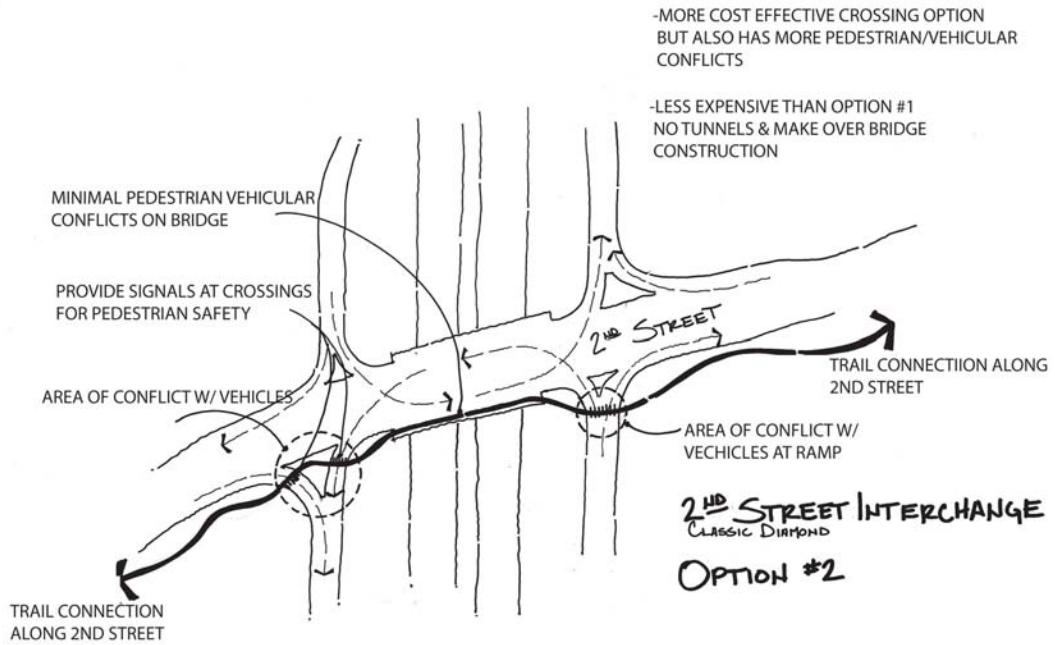 -MORE COST EFFECTIVE CROSSING OPTION
BUT ALSO HAS MORE PEDESTRIAN/VEHICULAR
CONFLICTS
-LESS EXPENSIVE THAN OPTION #1
NO TUNNELS & MAKE OVER BRIDGE
CONSTRUCTION
MINIMAL PEDESTRIAN VEHICULAR
CONFLICTS ON BRIDGE
PROVIDE SIGNALS AT CROSSINGS
FOR PEDESTRIAN SAFETY
AREA OF CONFLICT W/ VEHICLES
2ND STREET
TRAIL CONNECTIION ALONG
2ND STREET
AREA OF CONFLICT W/
VECHICLES AT RAMP
2ND STREET INTERCHANGE
CLASSIC DIAMOND
OPTION #2
TRAIL CONNECTION
ALONG 2ND STREET